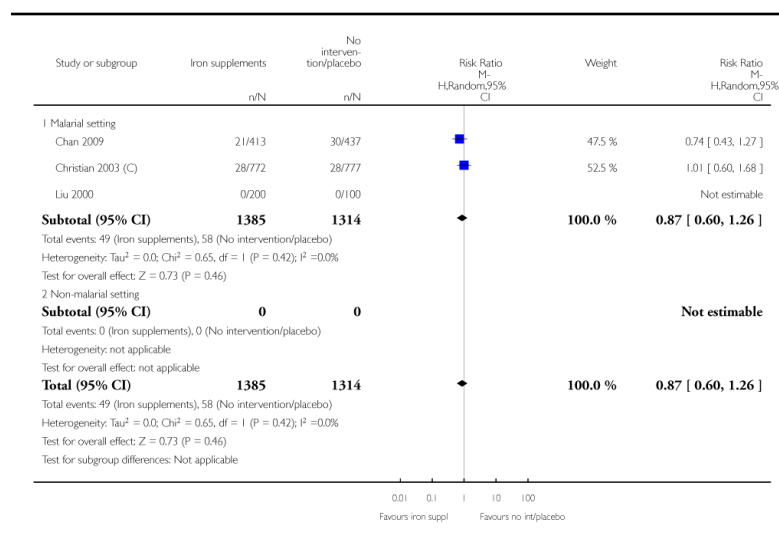 Study or subgroup Iron supplements No interven-tion/placebo Risk Ratio Weight Risk Ratio
n/N n/N M-H,Random,95% CI M-H,Random,95% CI
1 Malarial setting
Chan 2009 21/413 30/437 47.5 % 0.74 [ 0.43, 1.27 ]
Christian 2003 (C) 28/772 28/777 52.5 % 1.01 [ 0.60, 1.68 ]
Liu 2000 0/200 0/100 Not estimable
Subtotal (95% CI) 1385 1314 100.0 % 0.87 [ 0.60, 1.26 ]
Total events: 49 (Iron supplements), 58 (No intervention/placebo)
Heterogeneity: Tau² = 0.0; Chi² = 0.65, df = 1 (P = 0.42); I² =0.0%
Test for overall effect: Z = 0.73 (P = 0.46)
2 Non-malarial setting
Subtotal (95% CI) 0 0 Not estimable
Total events: 0 (Iron supplements), 0 (No intervention/placebo)
Heterogeneity: not applicable
Test for overall effect: not applicable
Total (95% CI) 1385 1314 100.0 % 0.87 [ 0.60, 1.26 ]
Total events: 49 (Iron supplements), 58 (No intervention/placebo)
Heterogeneity: Tau² = 0.0; Chi² = 0.65, df = 1 (P = 0.42); I² =0.0%
Test for overall effect: Z = 0.73 (P = 0.46)
Test for subgroup differences: Not applicable
0.01 0.1 1 10 100
Favours iron suppl Favours no int/placebo